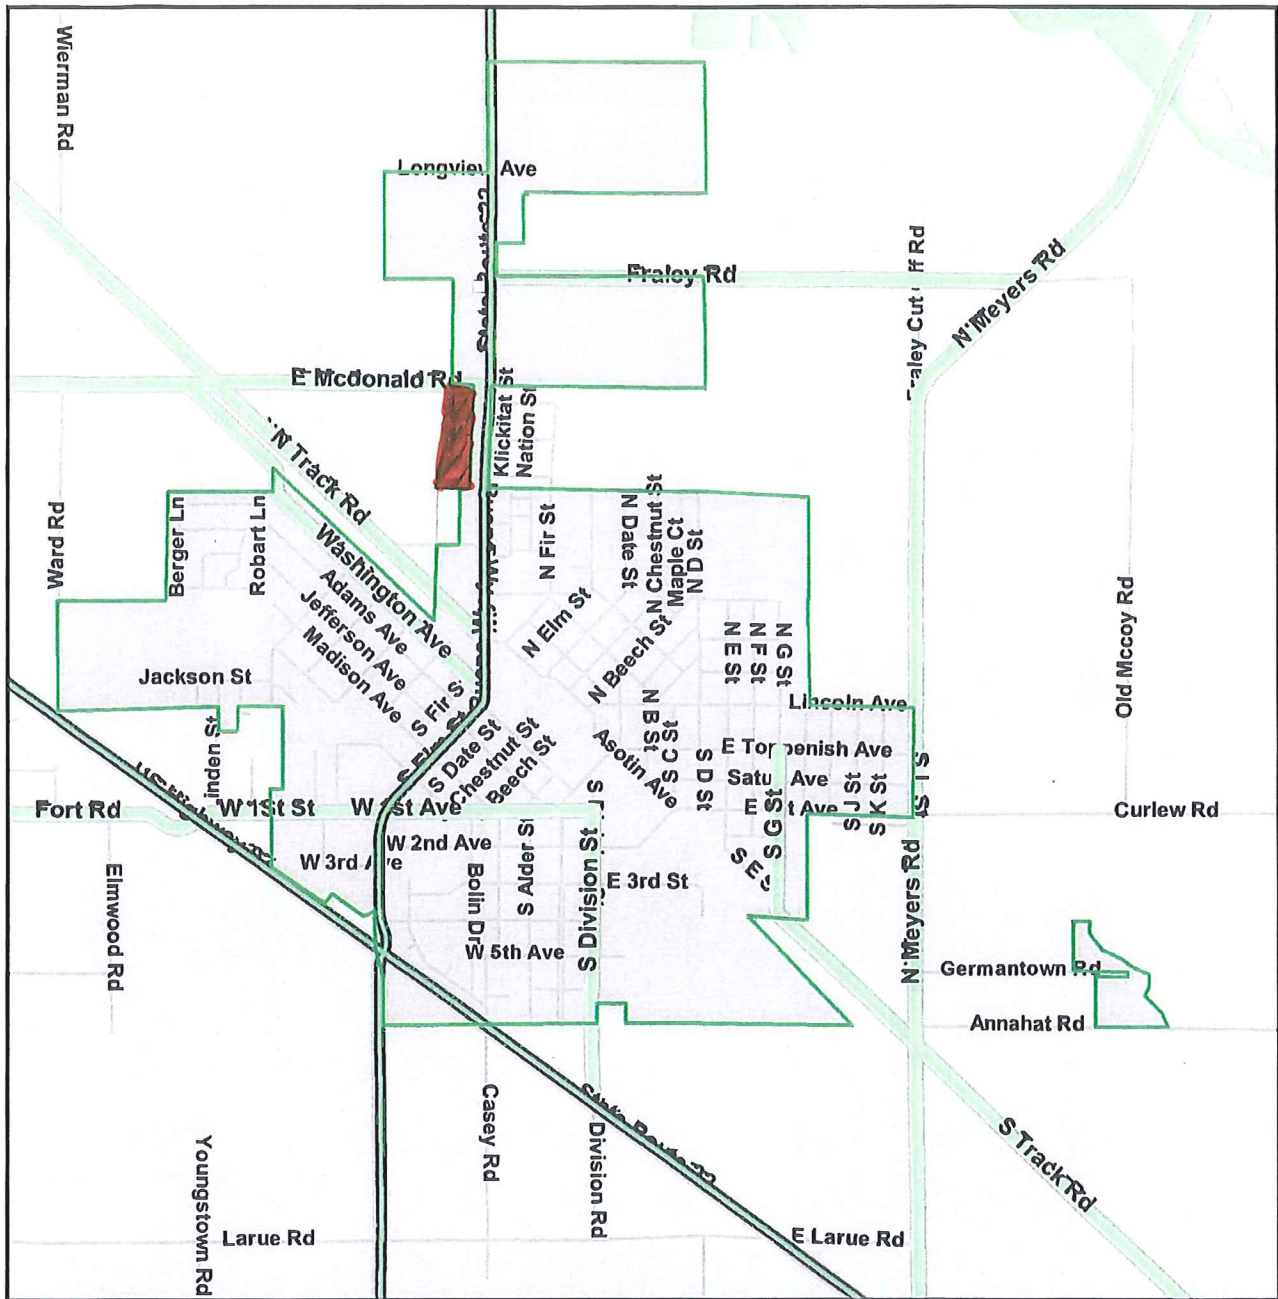 Wierman Rd
Longview Ave
Fraley Rd
N Meyers Rd
E Mcdonald Rd
Klickitat St
Nation St
N Track Rd
Ward Rd
Berger Ln
Robart Ln
Washington Ave
Adams Ave
Jefferson Ave
Madison Ave
Jackson St
N Fir St
N Date St
N Chestnut St
Maple Ct
N D St
N Elm St
N Beech St
N E St
N F St
N G St
Old Mccoy Rd
Lincoln Ave
S Fir S
S Date St
Chestnut St
Beech St
N B St
S C St
S D St
Asotin Ave
E Toppenish Ave
Ave
S J St
S K St
S G St
Fort Rd
W 1St St
W 1st Ave
Curlew Rd
W 2nd Ave
W 3rd Ave
Elmwood Rd
Bolin Dr
S Alder St
S Division St
E 3rd St
N Meyers Rd
W 5th Ave
Germantown Rd
Annahat Rd
Casey Rd
Division Rd
S Track Rd
Youngstown Rd
Larue Rd
E Larue Rd